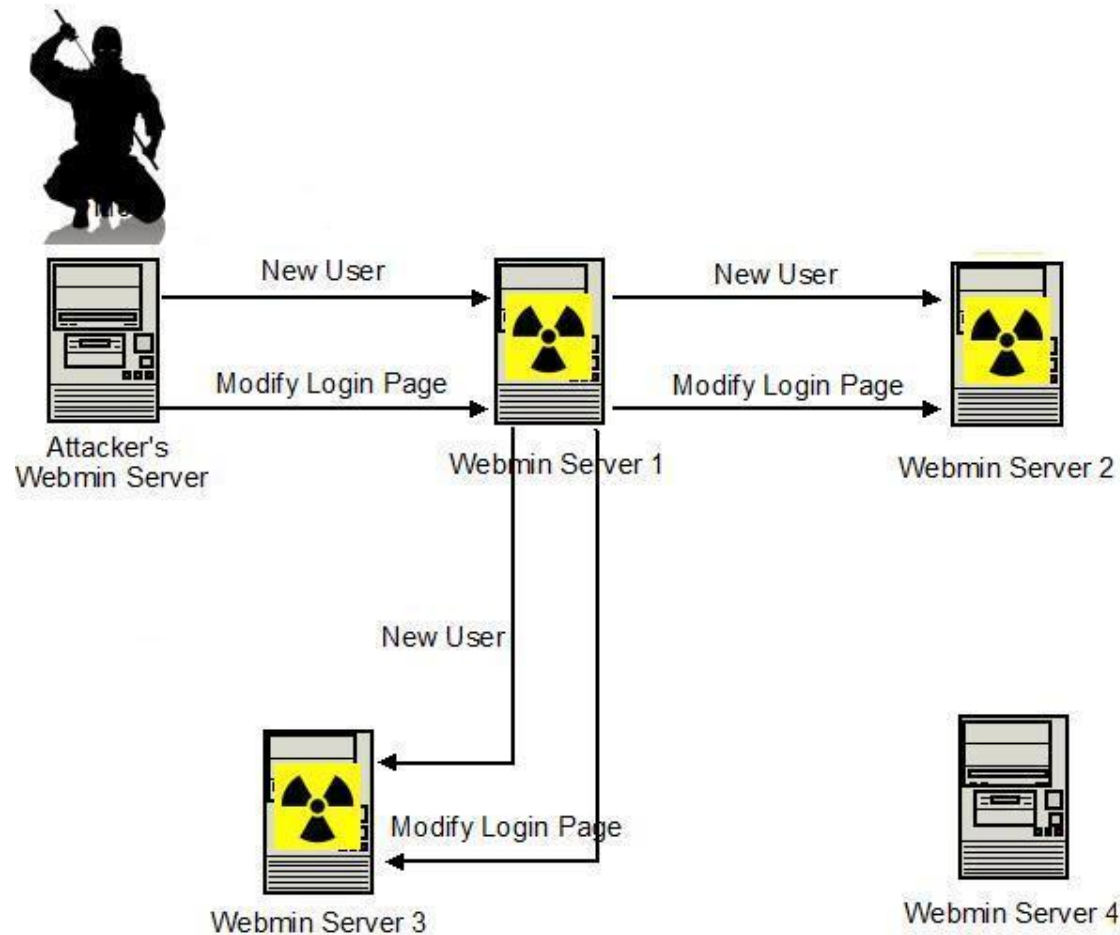 New User
New User
Modify Login Page
Modify Login Page
Attacker's
Webmin Server
Webmin Server 1
Webmin Server 2
New User
Modify Login Page
Webmin Server 3
Webmin Server 4